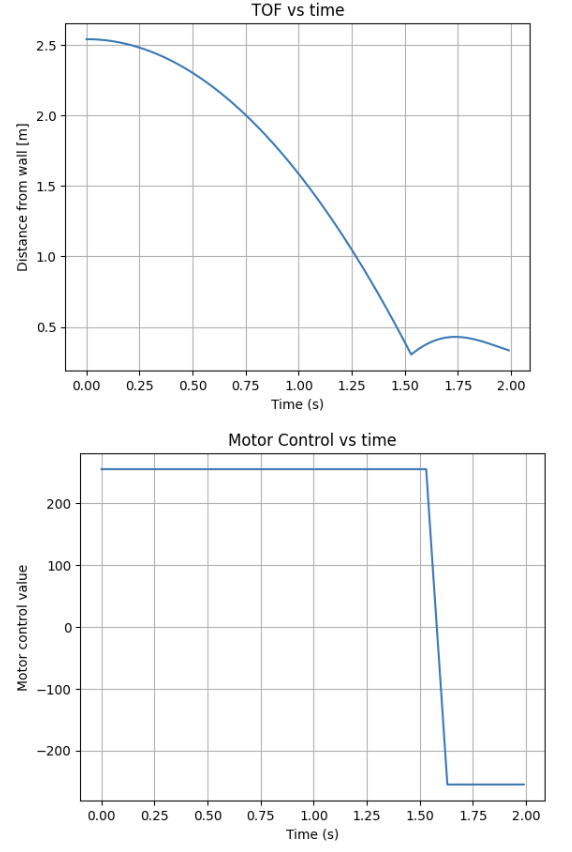 TOF vs time
2.5
2.0
1.5
1.0
0.5
Distance from wall [m]
0.00 0.25 0.50 0.75 1.00 1.25 1.50 1.75 2.00
Time (s)
Motor Control vs time
200
100
0
−100
−200
Motor control value
0.00 0.25 0.50 0.75 1.00 1.25 1.50 1.75 2.00
Time (s)